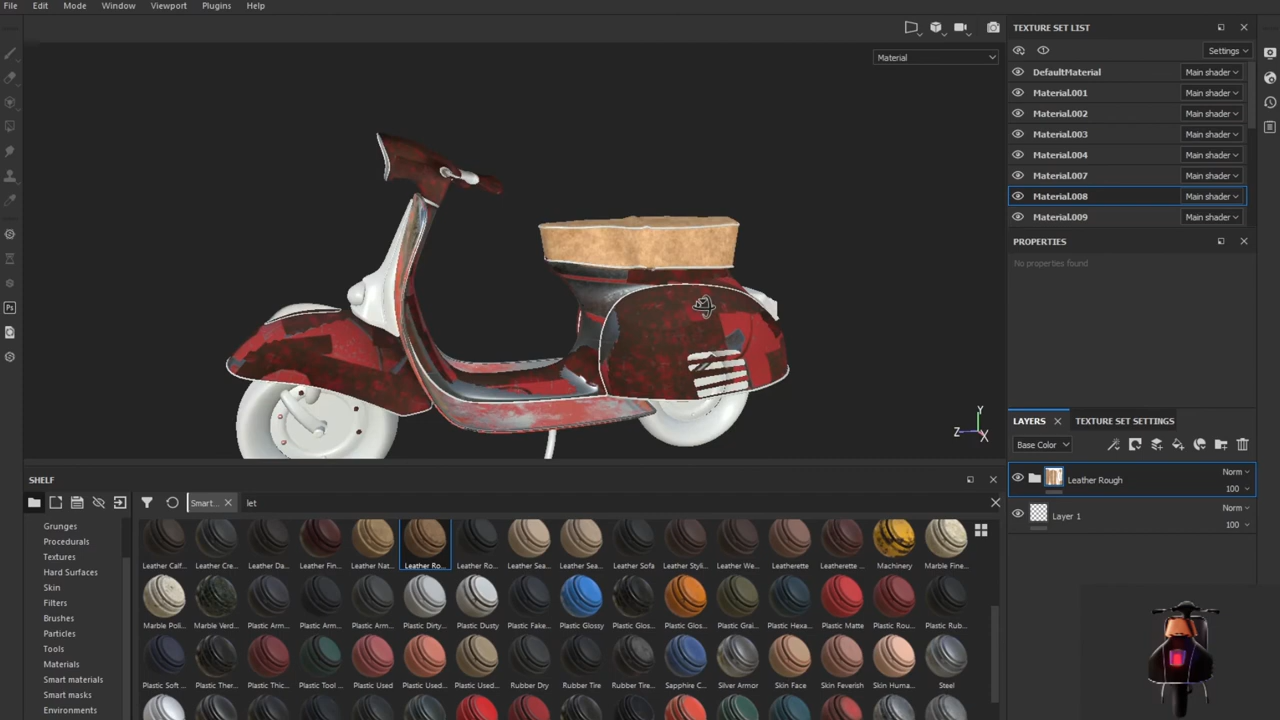 File Edit Mode Window Viewport Plugins Help
Material
TEXTURE SET LIST
Settings
DefaultMaterial Main shader
Material.001 Main shader
Material.002 Main shader
Material.003 Main shader
Material.004 Main shader
Material.007 Main shader
Material.008 Main shader
Material.009 Main shader
PROPERTIES
No properties found
Y
Z X
LAYERS TEXTURE SET SETTINGS
Base Color
Leather Rough Norm
100
Layer 1 Norm
100
SHELF
Smart... let
Grunges
Procedurals
Textures
Hard Surfaces
Skin
Filters
Brushes
Particles
Tools
Materials
Smart materials
Smart masks
Environments
Leather Calf... Leather Cre... Leather Da... Leather Fin... Leather Nat... Leather Ro... Leather Ro... Leather Sea... Leather Sea... Leather Sofa Leather Styli... Leather We... Leatherette Leatherette ... Machinery Marble Fine...
Marble Poli... Marble Verd... Plastic Arm... Plastic Arm... Plastic Arm... Plastic Dirty... Plastic Dusty Plastic Fake... Plastic Glossy Plastic Glos... Plastic Glos... Plastic Grai... Plastic Hexa... Plastic Matte Plastic Rou... Plastic Rub...
Plastic Soft ... Plastic Ther... Plastic Thic... Plastic Tool ... Plastic Used Plastic Used... Plastic Used... Rubber Dry Rubber Tire Rubber Tire... Sapphire C... Silver Armor Skin Face Skin Feverish Skin Huma... Steel